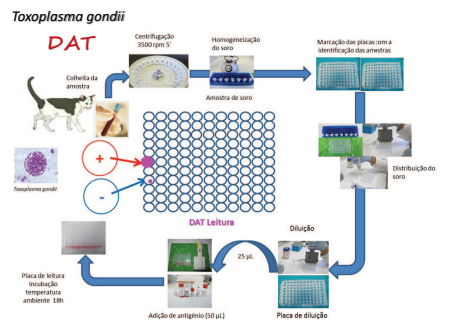 Toxoplasma gondii
DAT
Centrifugação
3500 rpm 5´
Homogeneização
do soro
Marcação das placas com a
identificação das amostras
Colheita da
amostra
Amostra de soro
+
Toxoplasma gondii
-
Distribuição do
soro
DAT Leitura
Diluição
25 µL
Placa de leitura
Incubação
temperatura
ambiente 18h
Adição de antigênio (50 µL)
Placa de diluição